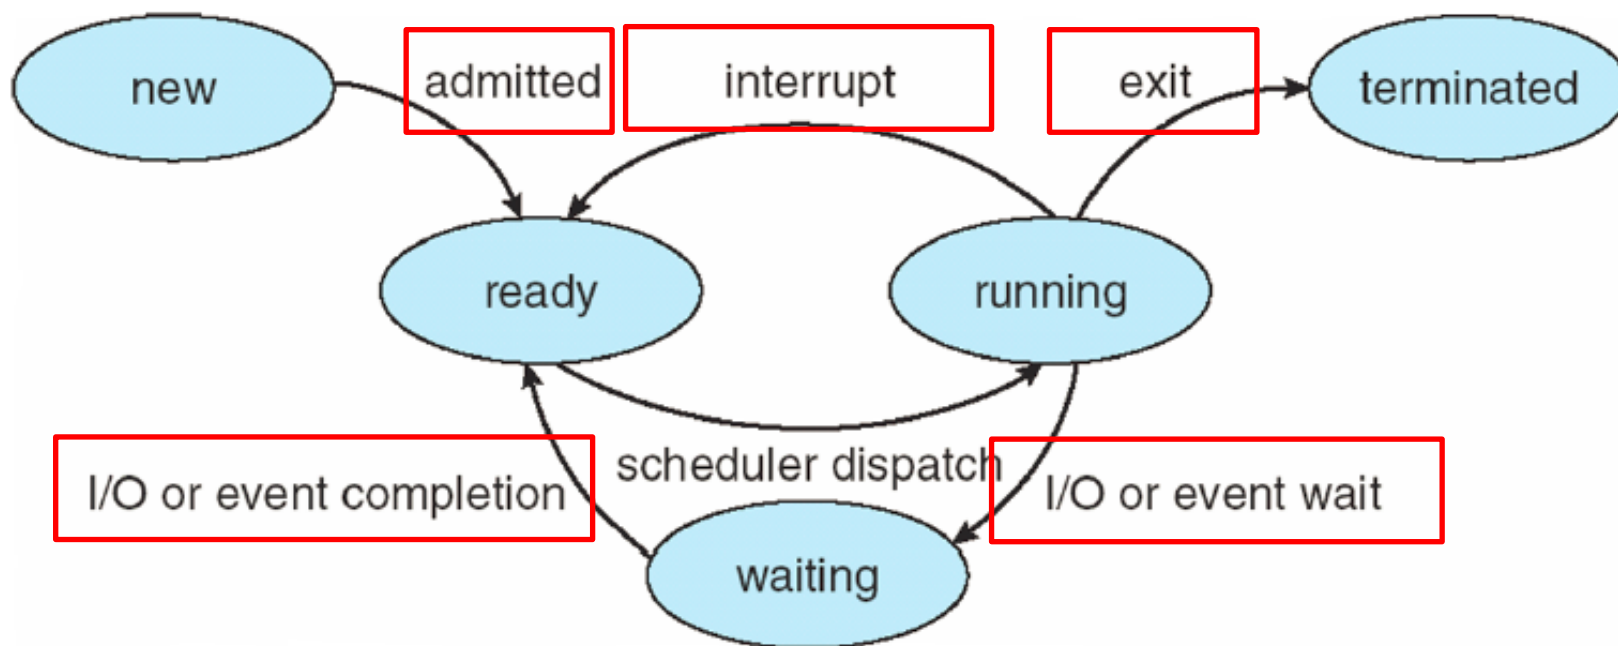 new
admitted
interrupt
exit
terminated
ready
running
I/O or event completion
scheduler dispatch
I/O or event wait
waiting